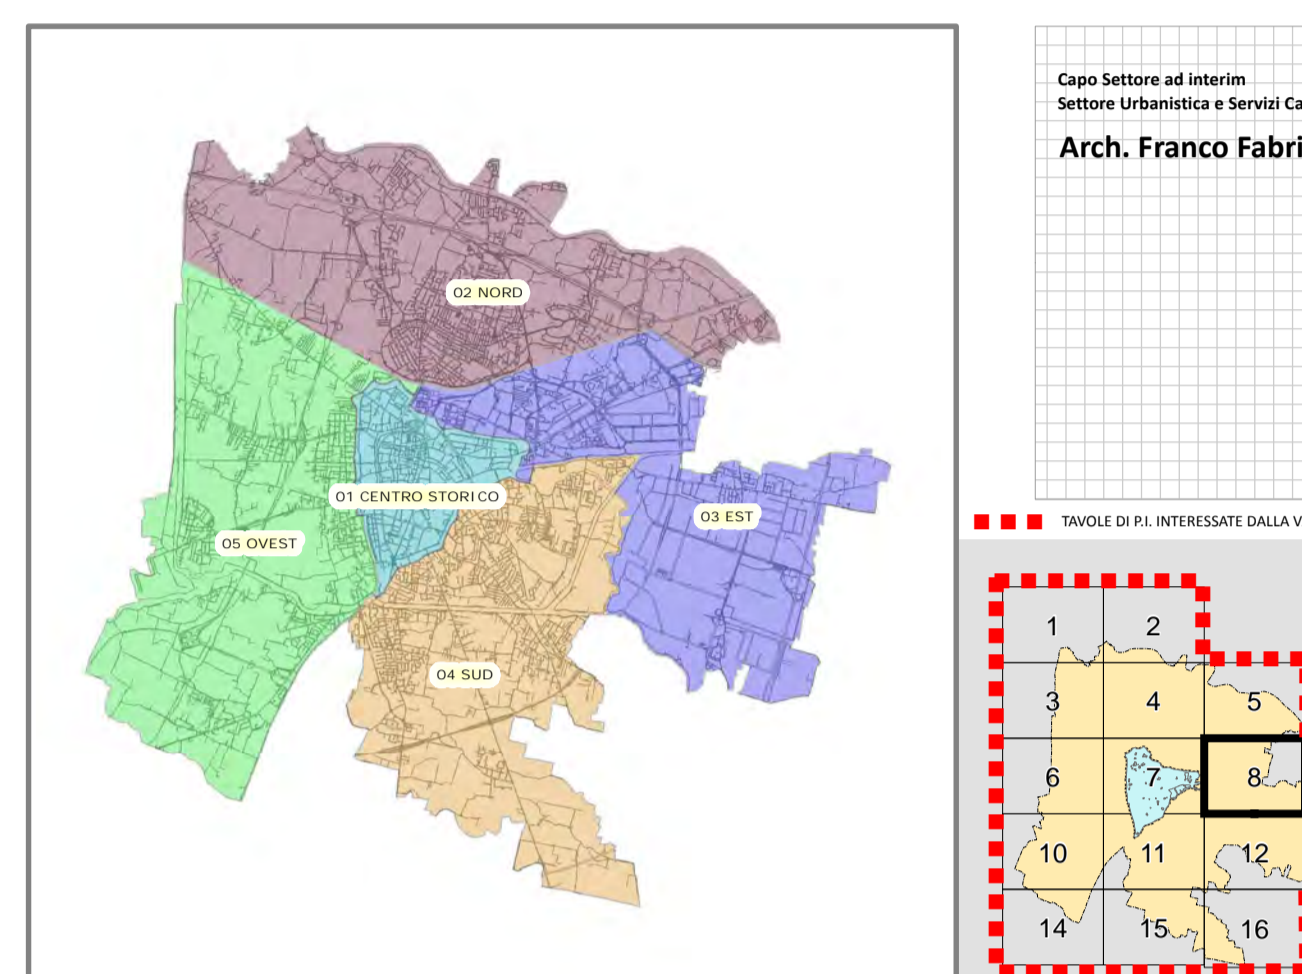 02 NORD
01 CENTRO STORICO
03 EST
05 OVEST
04 SUD
Capo Settore ad interim
Settore Urbanistica e Servizi Ca
Arch. Franco Fabri
TAVOLE DI P.I. INTERESSATE DALLA V
1 2
3 4 5
6 7 8
10 11 12
14 15 16